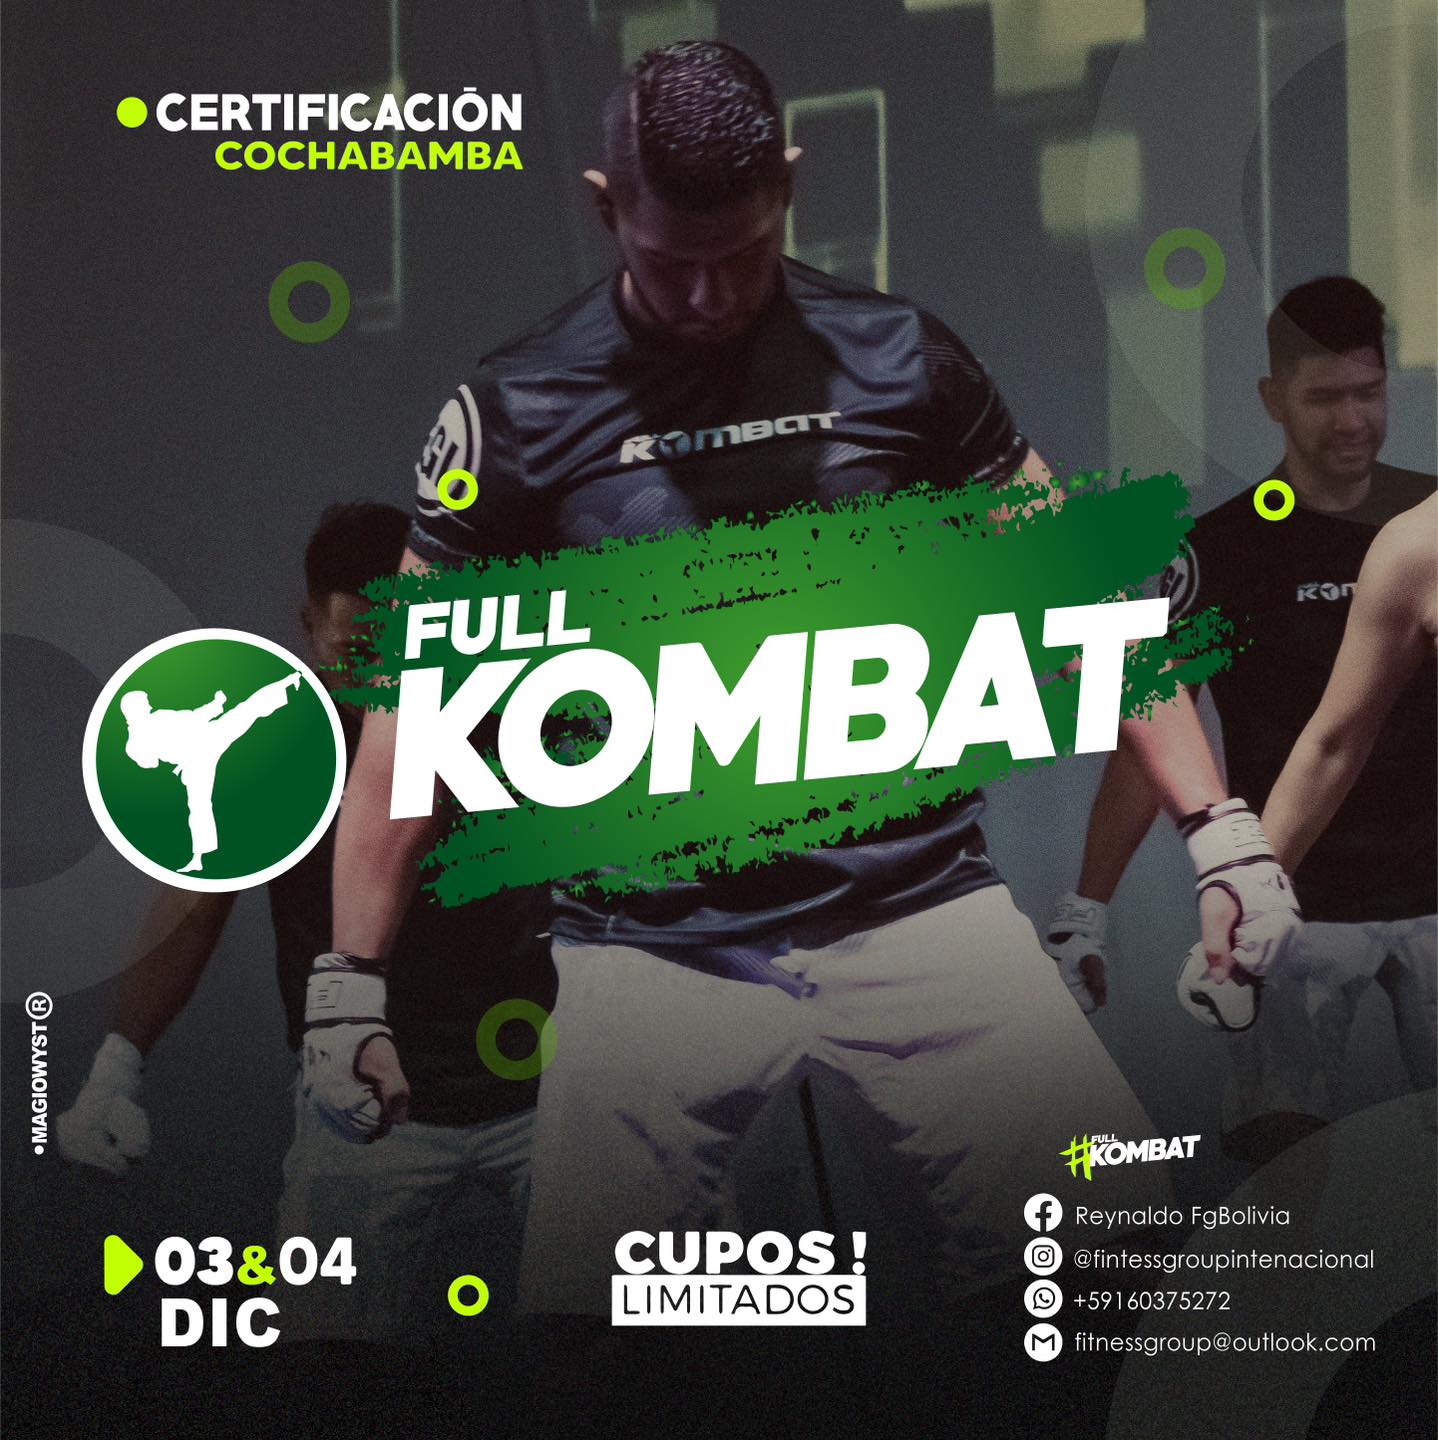 CERTIFICACIÓN
COCHABAMBA
KOMBAT
FULL
KOMBAT
•MAGIOWYST®
#FULL
KOMBAT
03&04
DIC
CUPOS !
LIMITADOS
Reynaldo FgBolivia
@fintessgroupintenacional
+59160375272
fitnessgroup@outlook.com